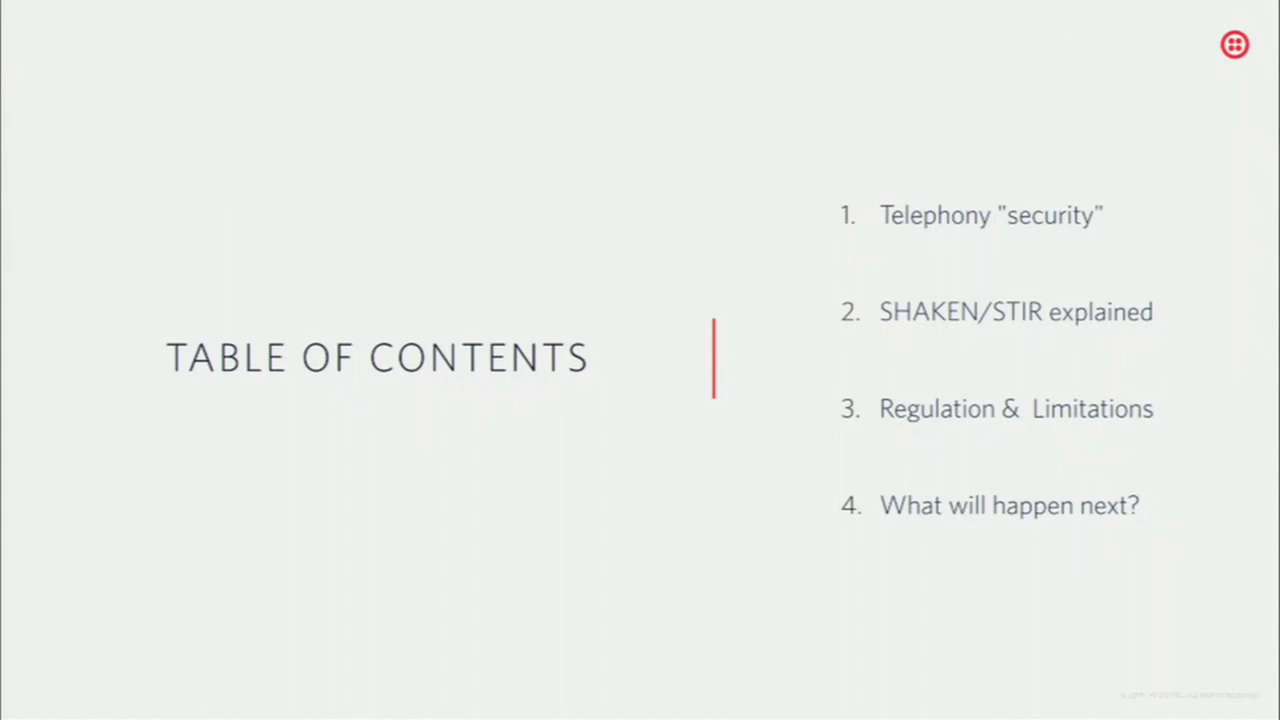 TABLE OF CONTENTS
1. Telephony "security"
2. SHAKEN/STIR explained
3. Regulation & Limitations
4. What will happen next?